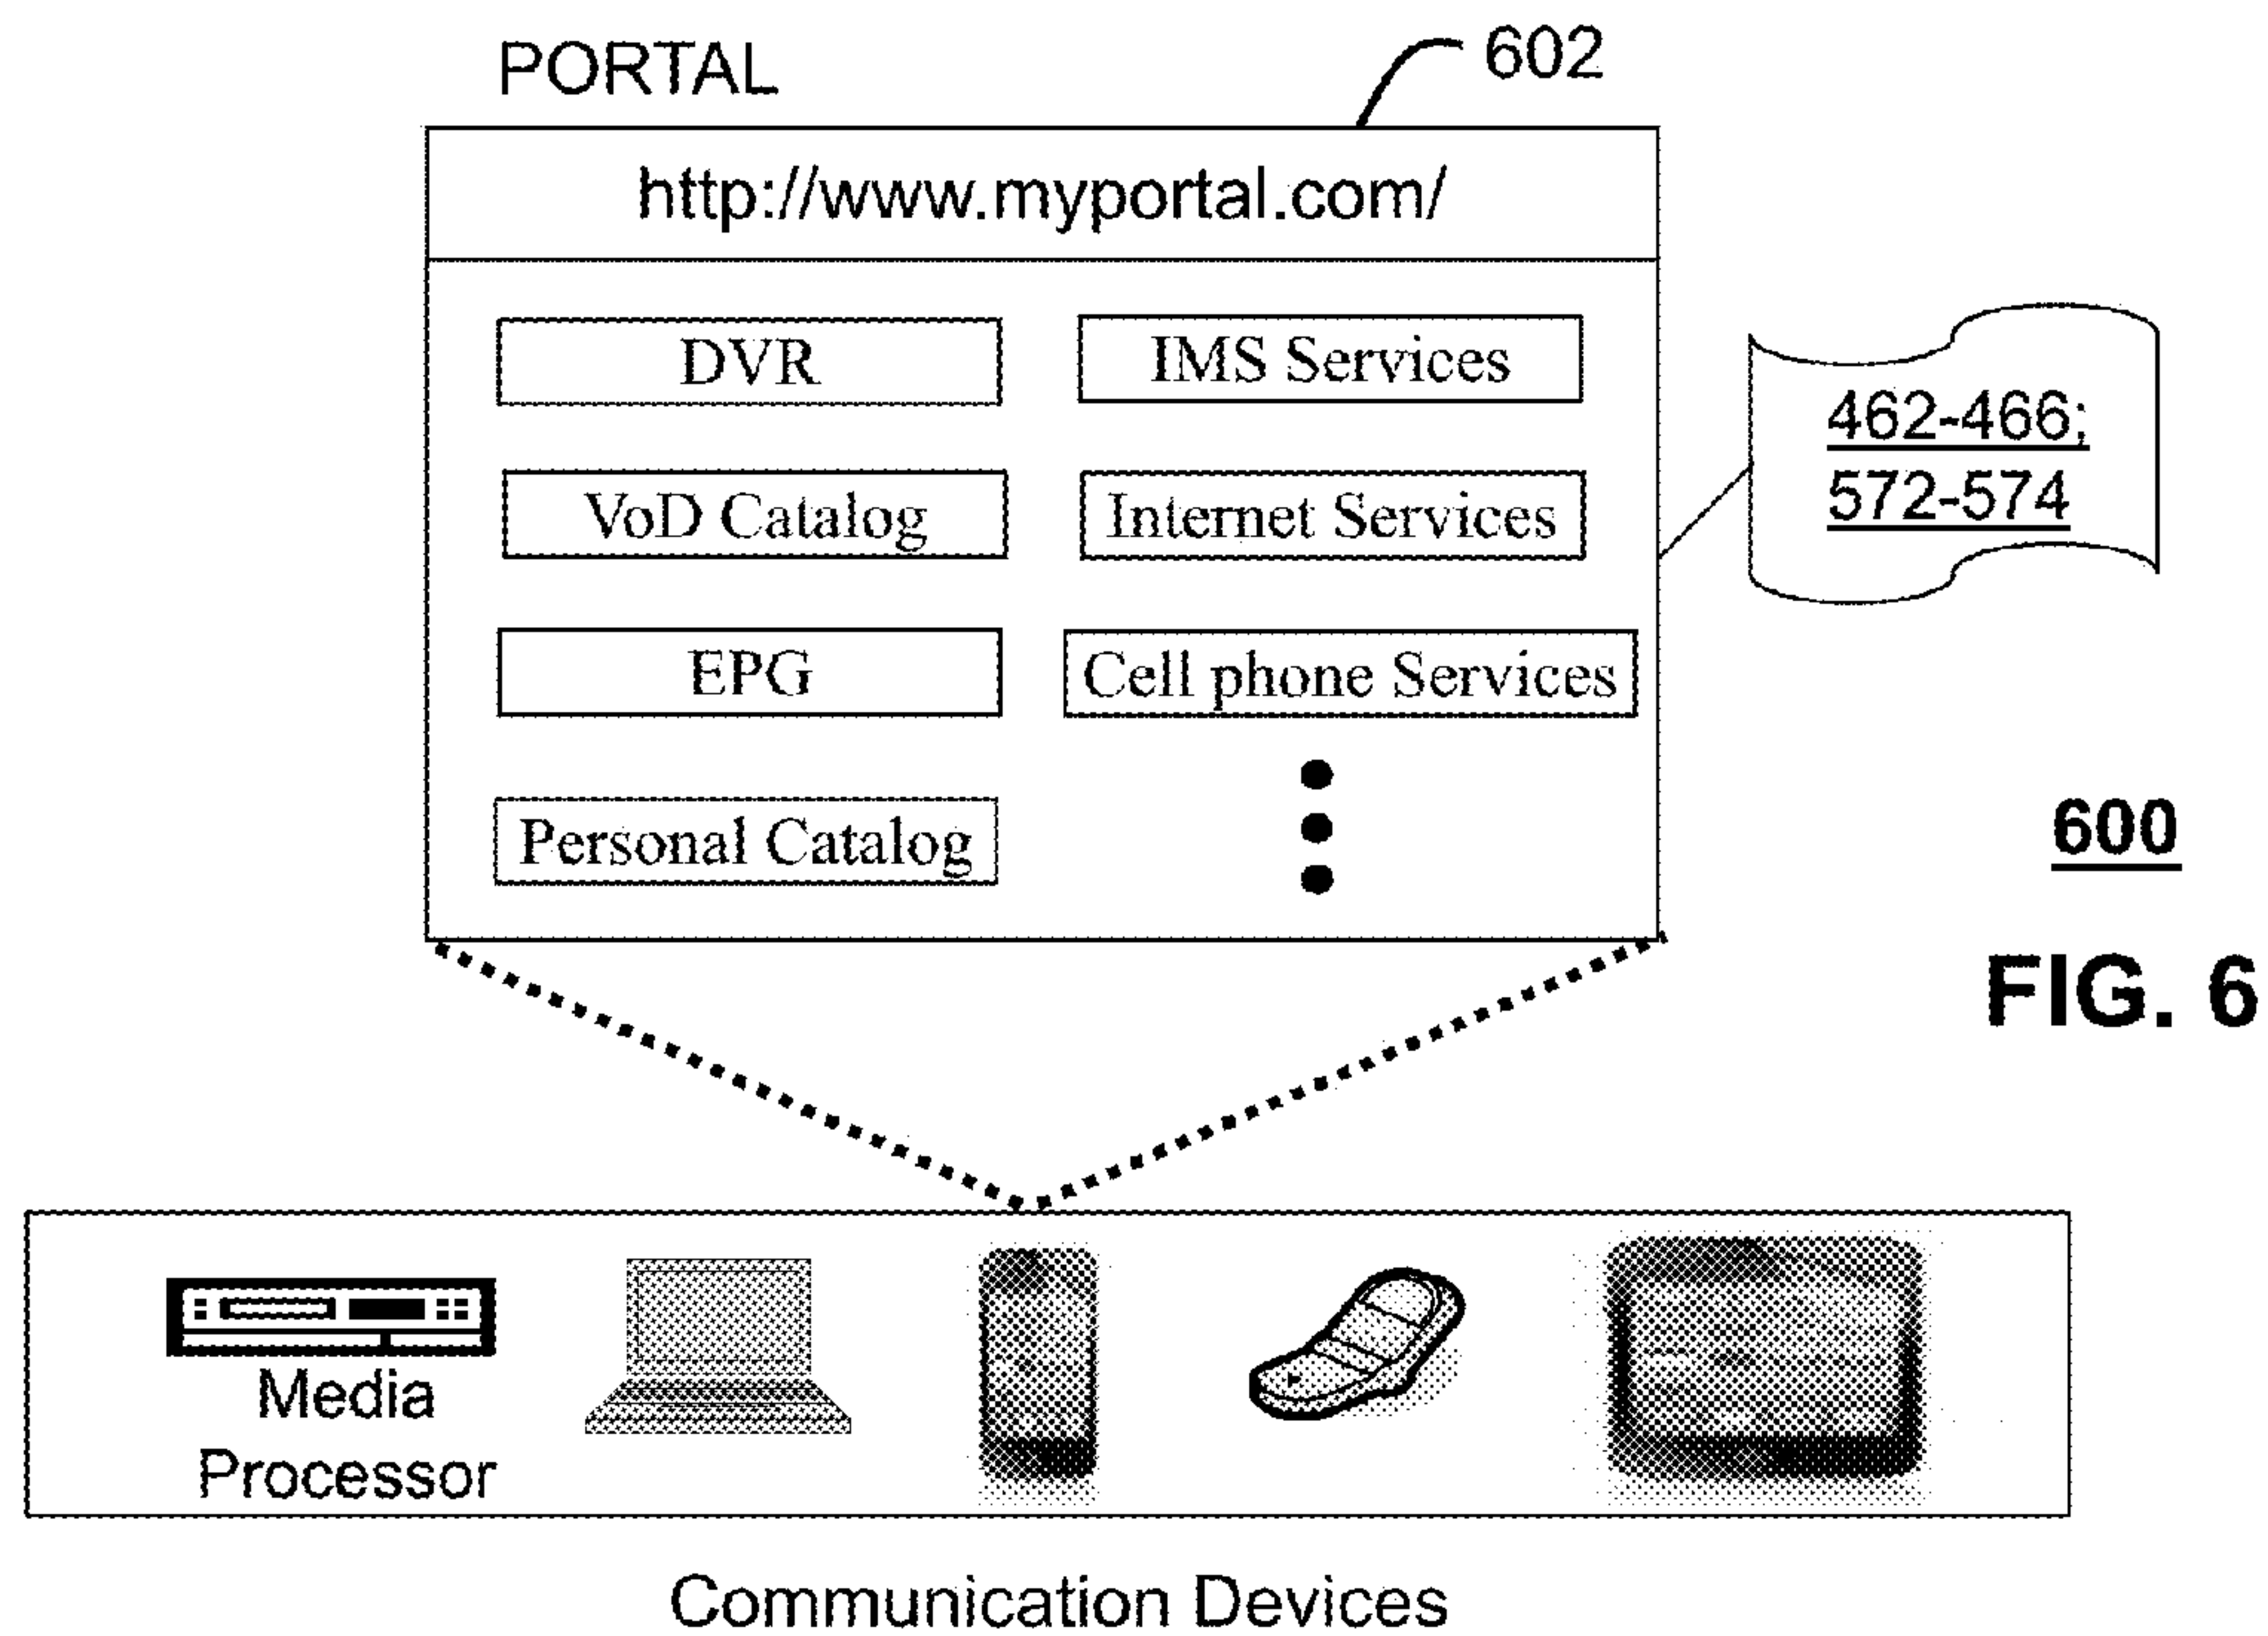 PORTAL
602
http://www.myportal.com/
DVR
IMS Services
VoD Catalog
Internet Services
EPG
Cell phone Services
Personal Catalog
462-466;
572-574
600
FIG. 6
Media
Processor
Communication Devices